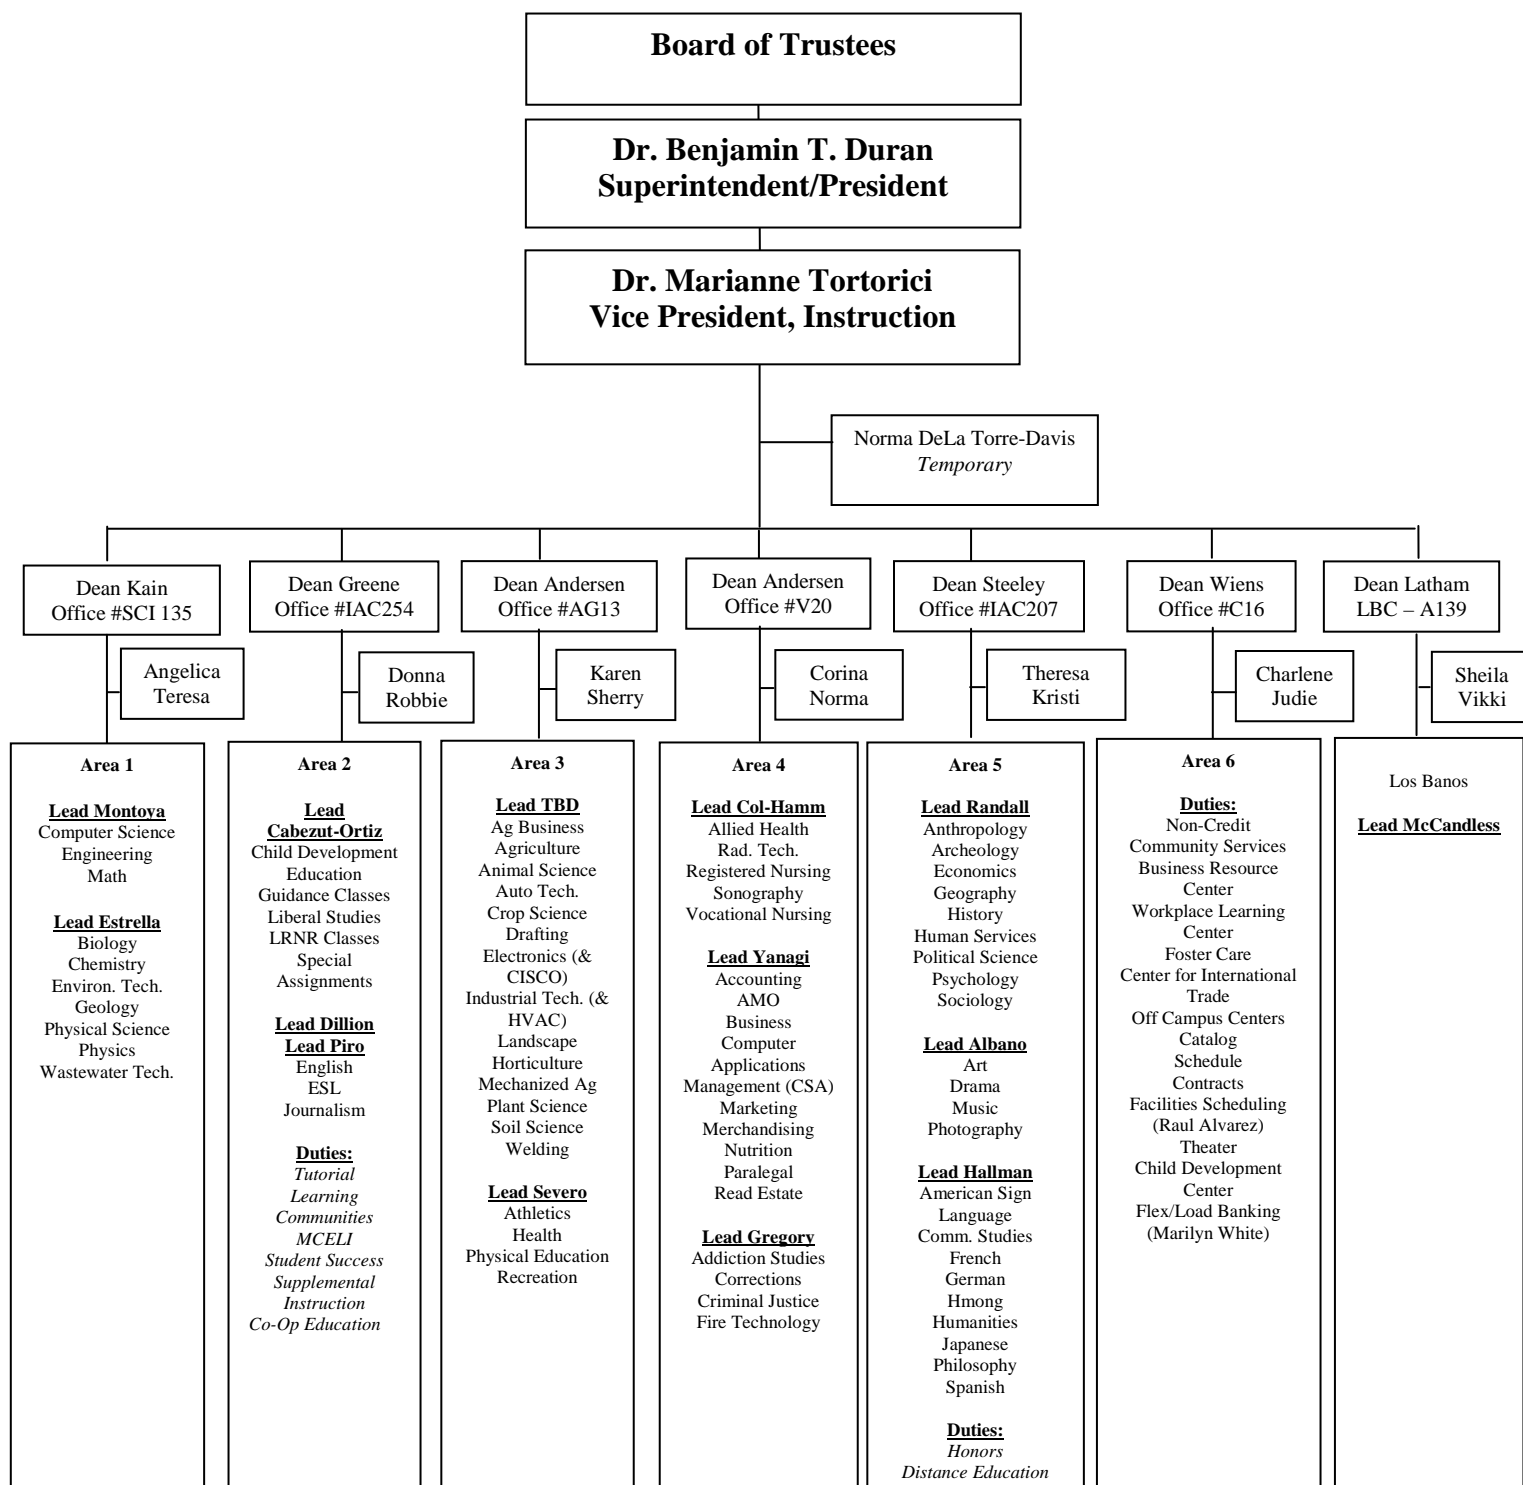 Board of Trustees
Dr. Benjamin T. Duran
Superintendent/President
Dr. Marianne Tortorici
Vice President, Instruction
Norma DeLa Torre-Davis
Temporary
Dean Kain
Office #SCI 135
Dean Greene
Office #IAC254
Dean Andersen
Office #AG13
Dean Andersen
Office #V20
Dean Steeley
Office #IAC207
Dean Wiens
Office #C16
Dean Latham
LBC – A139
Angelica
Teresa
Donna
Robbie
Karen
Sherry
Corina
Norma
Theresa
Kristi
Charlene
Judie
Sheila
Vikki
Area 1
Lead Montoya
Computer Science
Engineering
Math
Lead Estrella
Biology
Chemistry
Environ. Tech.
Geology
Physical Science
Physics
Wastewater Tech.
Area 2
Lead
Cabezut-Ortiz
Child Development
Education
Guidance Classes
Liberal Studies
LRNR Classes
Special
Assignments
Lead Dillion
Lead Piro
English
ESL
Journalism
Duties:
Tutorial
Learning
Communities
MCELI
Student Success
Supplemental
Instruction
Co-Op Education
Area 3
Lead TBD
Ag Business
Agriculture
Animal Science
Auto Tech.
Crop Science
Drafting
Electronics (&
CISCO)
Industrial Tech. (&
HVAC)
Landscape
Horticulture
Mechanized Ag
Plant Science
Soil Science
Welding
Lead Severo
Athletics
Health
Physical Education
Recreation
Area 4
Lead Col-Hamm
Allied Health
Rad. Tech.
Registered Nursing
Sonography
Vocational Nursing
Lead Yanagi
Accounting
AMO
Business
Computer
Applications
Management (CSA)
Marketing
Merchandising
Nutrition
Paralegal
Read Estate
Lead Gregory
Addiction Studies
Corrections
Criminal Justice
Fire Technology
Area 5
Lead Randall
Anthropology
Archeology
Economics
Geography
History
Human Services
Political Science
Psychology
Sociology
Lead Albano
Art
Drama
Music
Photography
Lead Hallman
American Sign
Language
Comm. Studies
French
German
Hmong
Humanities
Japanese
Philosophy
Spanish
Duties:
Honors
Distance Education
Area 6
Duties:
Non-Credit
Community Services
Business Resource
Center
Workplace Learning
Center
Foster Care
Center for International
Trade
Off Campus Centers
Catalog
Schedule
Contracts
Facilities Scheduling
(Raul Alvarez)
Theater
Child Development
Center
Flex/Load Banking
(Marilyn White)
Los Banos
Lead McCandless